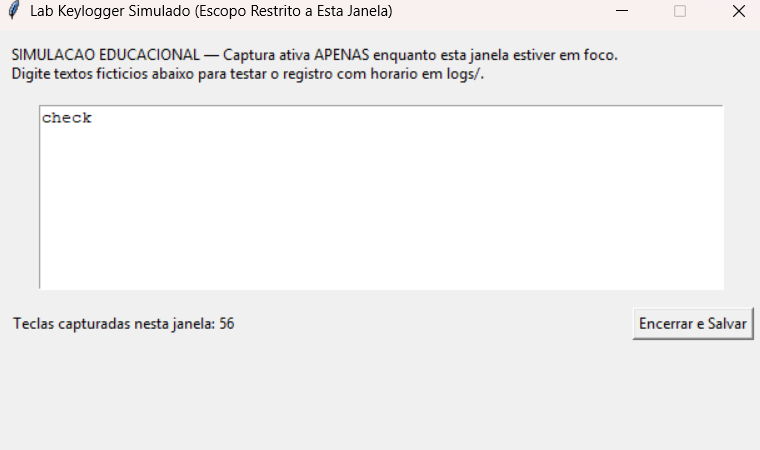 Lab Keylogger Simulado (Escopo Restrito a Esta Janela)
SIMULACAO EDUCACIONAL — Captura ativa APENAS enquanto esta janela estiver em foco.
Digite textos ficticios abaixo para testar o registro com horario em logs/.
check
Teclas capturadas nesta janela: 56
Encerrar e Salvar